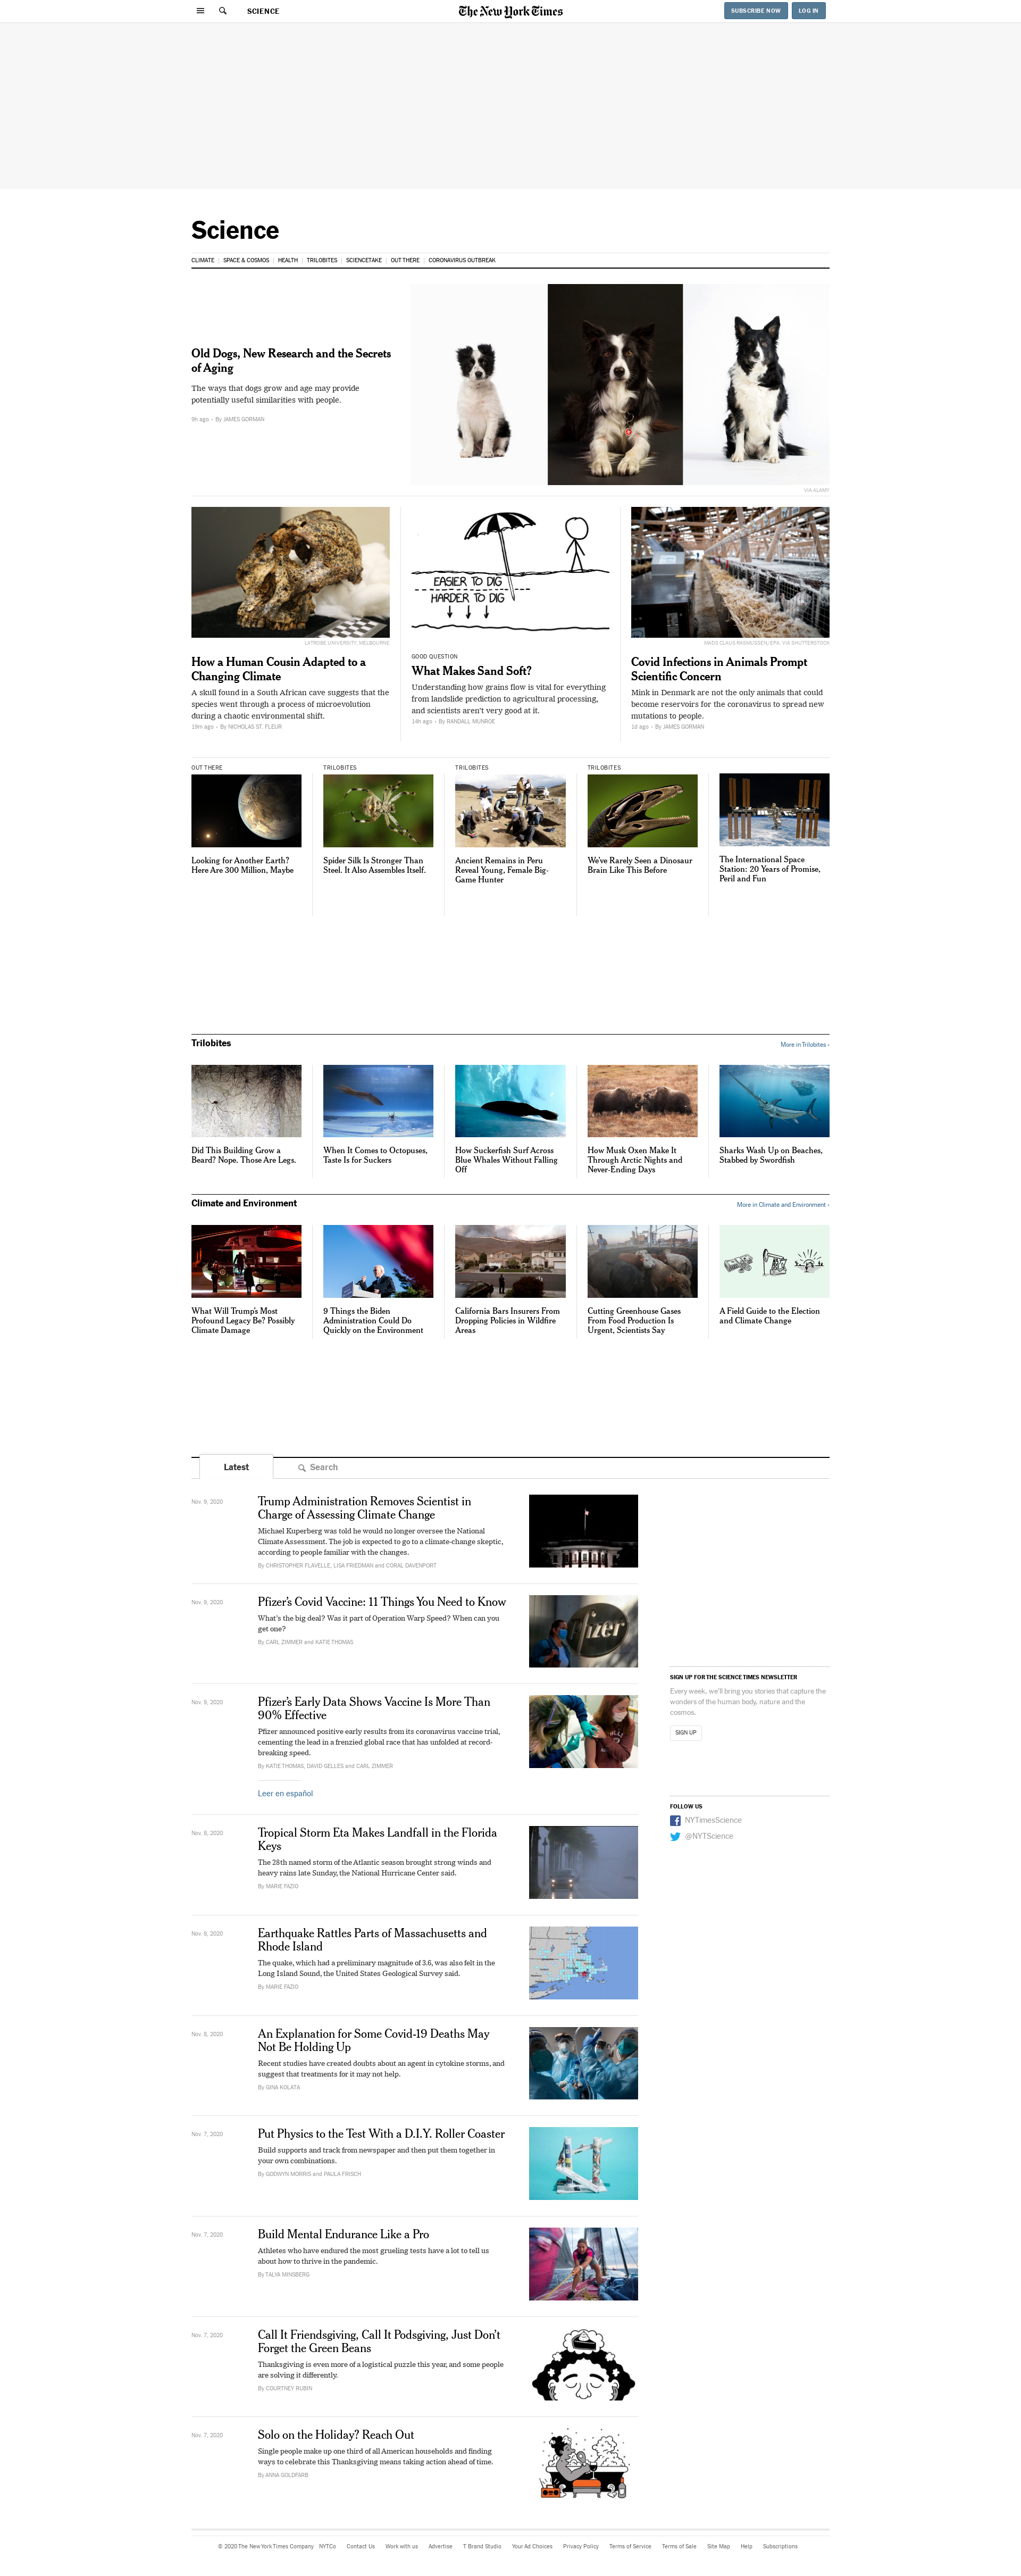 SCIENCE
The New York Times
SUBSCRIBE NOW
LOG IN
Science
CLIMATE
SPACE & COSMOS
HEALTH
TRILOBITES
SCIENCETAKE
OUT THERE
CORONAVIRUS OUTBREAK
Old Dogs, New Research and the Secrets
of Aging
The ways that dogs grow and age may provide
potentially useful similarities with people.
9h ago · By JAMES GORMAN
VIA ALAMY
LATROBE UNIVERSITY, MELBOURNE
How a Human Cousin Adapted to a
Changing Climate
A skull found in a South African cave suggests that the
species went through a process of microevolution
during a chaotic environmental shift.
19m ago · By NICHOLAS ST. FLEUR
EASIER TO DIG
HARDER TO DIG
GOOD QUESTION
What Makes Sand Soft?
Understanding how grains flow is vital for everything
from landslide prediction to agricultural processing,
and scientists aren't very good at it.
14h ago · By RANDALL MUNROE
MADS CLAUS RASMUSSEN/EPA, VIA SHUTTERSTOCK
Covid Infections in Animals Prompt
Scientific Concern
Mink in Denmark are not the only animals that could
become reservoirs for the coronavirus to spread new
mutations to people.
1d ago · By JAMES GORMAN
OUT THERE
Looking for Another Earth?
Here Are 300 Million, Maybe
TRILOBITES
Spider Silk Is Stronger Than
Steel. It Also Assembles Itself.
TRILOBITES
Ancient Remains in Peru
Reveal Young, Female Big-
Game Hunter
TRILOBITES
We've Rarely Seen a Dinosaur
Brain Like This Before
The International Space
Station: 20 Years of Promise,
Peril and Fun
Trilobites
More in Trilobites ›
Did This Building Grow a
Beard? Nope. Those Are Legs.
When It Comes to Octopuses,
Taste Is for Suckers
How Suckerfish Surf Across
Blue Whales Without Falling
Off
How Musk Oxen Make It
Through Arctic Nights and
Never-Ending Days
Sharks Wash Up on Beaches,
Stabbed by Swordfish
Climate and Environment
More in Climate and Environment ›
What Will Trump's Most
Profound Legacy Be? Possibly
Climate Damage
9 Things the Biden
Administration Could Do
Quickly on the Environment
California Bars Insurers From
Dropping Policies in Wildfire
Areas
Cutting Greenhouse Gases
From Food Production Is
Urgent, Scientists Say
A Field Guide to the Election
and Climate Change
Latest
Search
Nov. 9, 2020
Trump Administration Removes Scientist in
Charge of Assessing Climate Change
Michael Kuperberg was told he would no longer oversee the National
Climate Assessment. The job is expected to go to a climate-change skeptic,
according to people familiar with the changes.
By CHRISTOPHER FLAVELLE, LISA FRIEDMAN and CORAL DAVENPORT
Nov. 9, 2020
Pfizer's Covid Vaccine: 11 Things You Need to Know
What's the big deal? Was it part of Operation Warp Speed? When can you
get one?
By CARL ZIMMER and KATIE THOMAS
Pfizer
Nov. 9, 2020
Pfizer's Early Data Shows Vaccine Is More Than
90% Effective
Pfizer announced positive early results from its coronavirus vaccine trial,
cementing the lead in a frenzied global race that has unfolded at record-
breaking speed.
By KATIE THOMAS, DAVID GELLES and CARL ZIMMER
Leer en español
Nov. 8, 2020
Tropical Storm Eta Makes Landfall in the Florida
Keys
The 28th named storm of the Atlantic season brought strong winds and
heavy rains late Sunday, the National Hurricane Center said.
By MARIE FAZIO
Nov. 8, 2020
Earthquake Rattles Parts of Massachusetts and
Rhode Island
The quake, which had a preliminary magnitude of 3.6, was also felt in the
Long Island Sound, the United States Geological Survey said.
By MARIE FAZIO
Nov. 8, 2020
An Explanation for Some Covid-19 Deaths May
Not Be Holding Up
Recent studies have created doubts about an agent in cytokine storms, and
suggest that treatments for it may not help.
By GINA KOLATA
Nov. 7, 2020
Put Physics to the Test With a D.I.Y. Roller Coaster
Build supports and track from newspaper and then put them together in
your own combinations.
By GODWYN MORRIS and PAULA FRISCH
Nov. 7, 2020
Build Mental Endurance Like a Pro
Athletes who have endured the most grueling tests have a lot to tell us
about how to thrive in the pandemic.
By TALYA MINSBERG
Nov. 7, 2020
Call It Friendsgiving, Call It Podsgiving, Just Don't
Forget the Green Beans
Thanksgiving is even more of a logistical puzzle this year, and some people
are solving it differently.
By COURTNEY RUBIN
Nov. 7, 2020
Solo on the Holiday? Reach Out
Single people make up one third of all American households and finding
ways to celebrate this Thanksgiving means taking action ahead of time.
By ANNA GOLDFARB
SIGN UP FOR THE SCIENCE TIMES NEWSLETTER
Every week, we'll bring you stories that capture the
wonders of the human body, nature and the
cosmos.
SIGN UP
FOLLOW US
NYTimesScience
@NYTScience
© 2020 The New York Times Company
NYTCo
Contact Us
Work with us
Advertise
T Brand Studio
Your Ad Choices
Privacy Policy
Terms of Service
Terms of Sale
Site Map
Help
Subscriptions